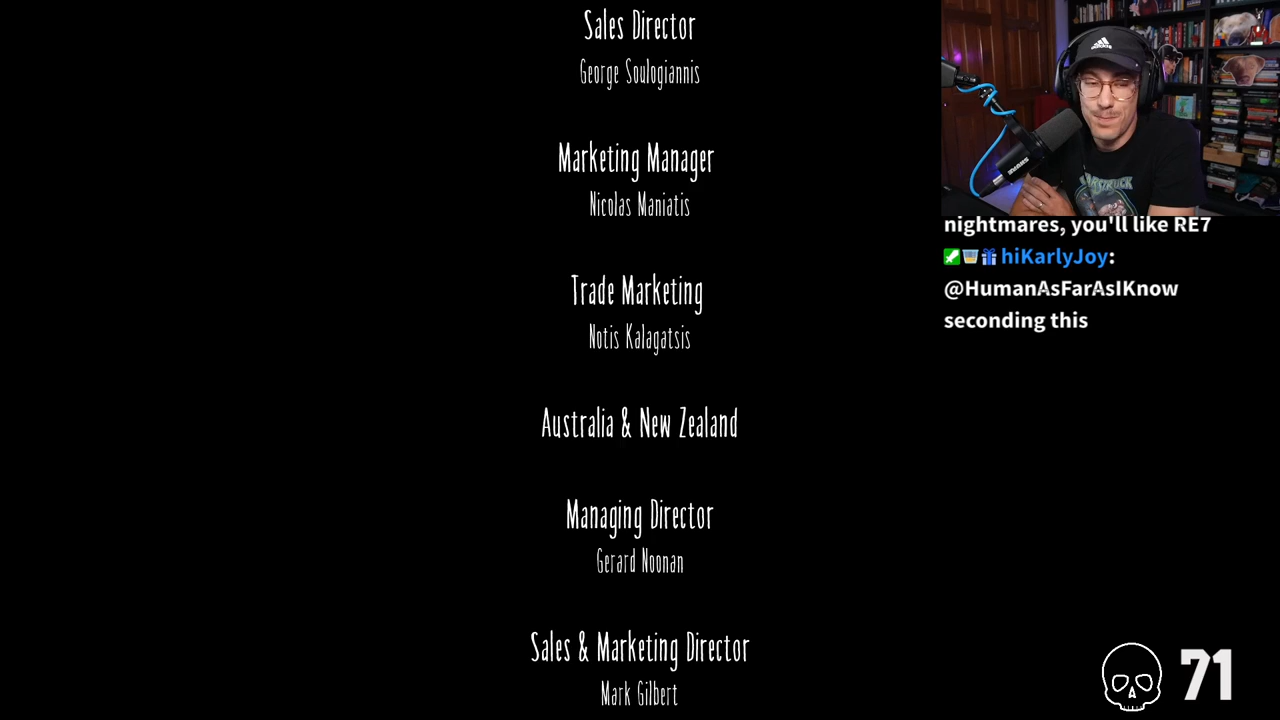 Sales Director
George Soulogiannis
Marketing Manager
Nicolas Maniatis
Trade Marketing
Notis Kalagatsis
Australia & New Zealand
Managing Director
Gerard Noonan
Sales & Marketing Director
Mark Gilbert
nightmares, you'll like RE7
hiKarlyJoy:
@HumanAsFarAsIKnow
seconding this
71